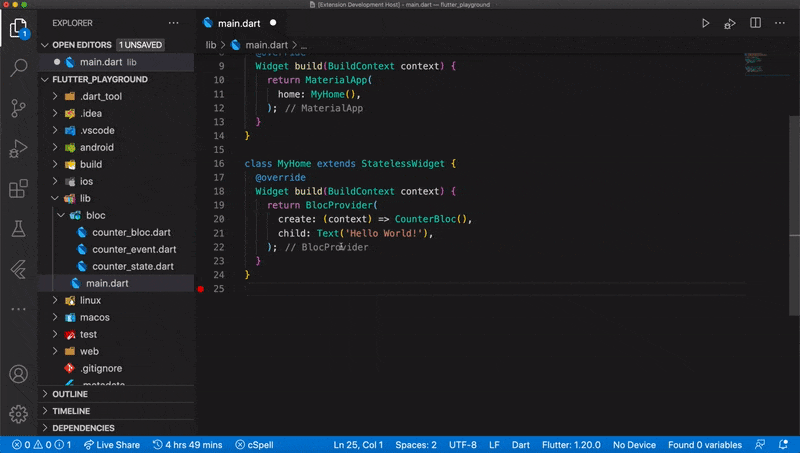 [Extension Development Host] - main.dart — flutter_playground
EXPLORER
OPEN EDITORS 1 UNSAVED
main.dart lib
FLUTTER_PLAYGROUND
.dart_tool
.idea
.vscode
android
build
ios
lib
bloc
counter_bloc.dart
counter_event.dart
counter_state.dart
main.dart
linux
macos
test
web
.gitignore
.metadata
OUTLINE
TIMELINE
DEPENDENCIES
1
main.dart
lib > main.dart > ...
8 @override
9 Widget build(BuildContext context) {
10 return MaterialApp(
11 home: MyHome(),
12 ); // MaterialApp
13 }
14 }
15
16 class MyHome extends StatelessWidget {
17 @override
18 Widget build(BuildContext context) {
19 return BlocProvider(
20 create: (context) => CounterBloc(),
21 child: Text('Hello World!'),
22 ); // BlocProvider
23 }
24 }
25
0 0 1 Live Share 4 hrs 49 mins cSpell Ln 25, Col 1 Spaces: 2 UTF-8 LF Dart Flutter: 1.20.0 No Device Found 0 variables